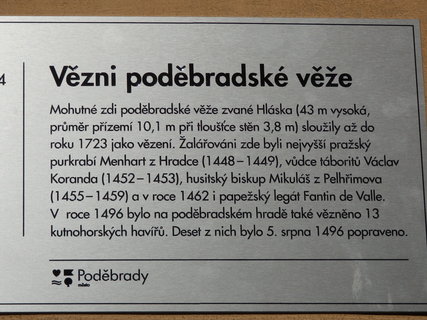 4
Vězni poděbradské věže
Mohutné zdi poděbradské věže zvané Hláska (43 m vysoká,
průměr přízemí 10,1 m při tloušťce stěn 3,8 m) sloužily až do
roku 1723 jako vězení. Žalářováni zde byli nejvyšší pražský
purkrabí Menhart z Hradce (1448–1449), vůdce táboritů Václav
Koranda (1452–1453), husitský biskup Mikuláš z Pelhřimova
(1455–1459) a v roce 1462 i papežský legát Fantin de Valle.
V roce 1496 bylo na poděbradském hradě také vězněno 13
kutnohorských havířů. Deset z nich bylo 5. srpna 1496 popraveno.
Poděbrady
město